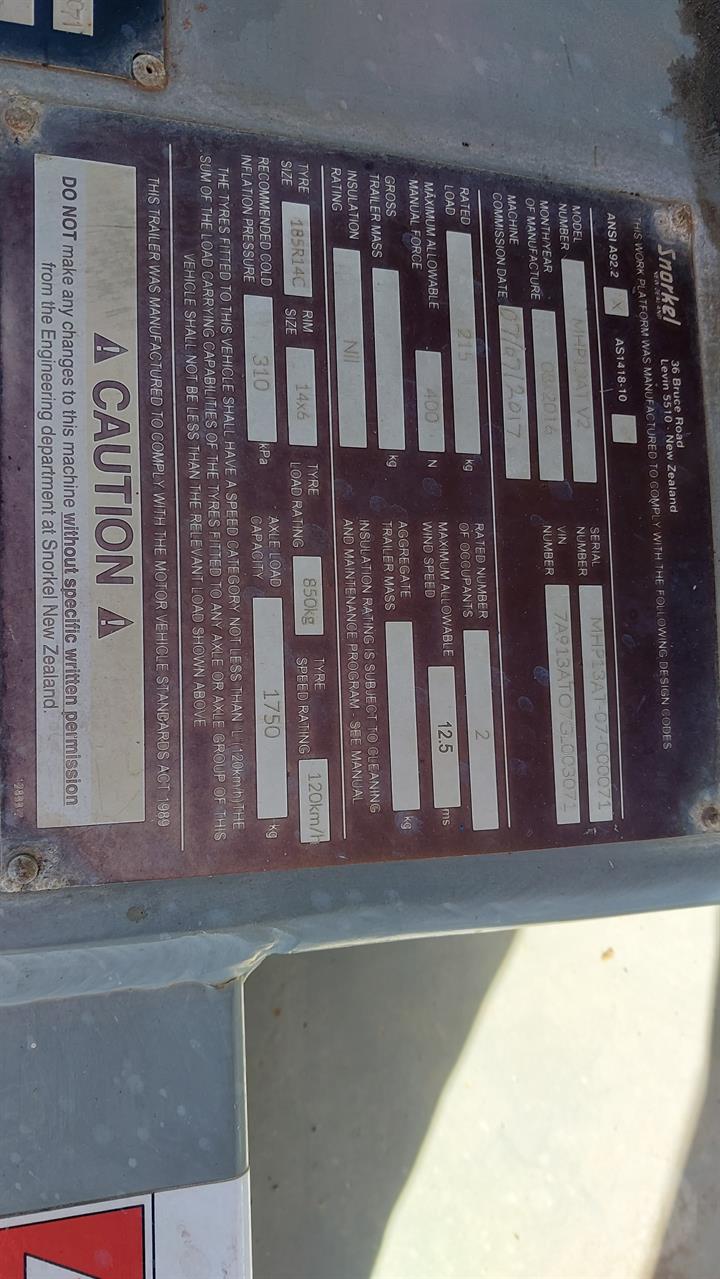 071
Snorkel
NEW ZEALAND
36 Bruce Road
Levin 5510 - New Zealand
THIS WORK PLATFORM WAS MANUFACTURED TO COMPLY WITH THE FOLLOWING DESIGN CODES
ANSI A92.2 X AS1418-10
MODEL NUMBER MHP13AT V2 SERIAL NUMBER MHP13AT-07-000071
MONTH/YEAR OF MANUFACTURE /2016 VIN NUMBER
MACHINE COMMISSION DATE /2017
RATED LOAD 215 kg RATED NUMBER OF OCCUPANTS 2
MAXIMUM ALLOWABLE MANUAL FORCE 400 N MAXIMUM ALLOWABLE WIND SPEED 12.5 ms
GROSS TRAILER MASS kg AGGREGATE TRAILER MASS kg
INSULATION RATING Nil INSULATION RATING IS SUBJECT TO CLEANING
AND MAINTENANCE PROGRAM - SEE MANUAL
TYRE SIZE 185R14C RIM SIZE 14x6 TYRE LOAD RATING 850kg TYRE SPEED RATING 120km/h
RECOMMENDED COLD INFLATION PRESSURE 310 kPa AXLE LOAD CAPACITY 1750 kg
THE TYRES FITTED TO THIS VEHICLE SHALL HAVE A SPEED CATEGORY NOT LESS THAN 'L' (120km/h) THE
SUM OF THE LOAD CARRYING CAPABILITIES OF THE TYRES FITTED TO ANY AXLE OR AXLE GROUP OF THIS
VEHICLE SHALL NOT BE LESS THAN THE RELEVANT LOAD SHOWN ABOVE
THIS TRAILER WAS MANUFACTURED TO COMPLY WITH THE MOTOR VEHICLE STANDARDS ACT 1989
⚠ CAUTION ⚠
DO NOT make any changes to this machine without specific written permission
from the Engineering department at Snorkel New Zealand.